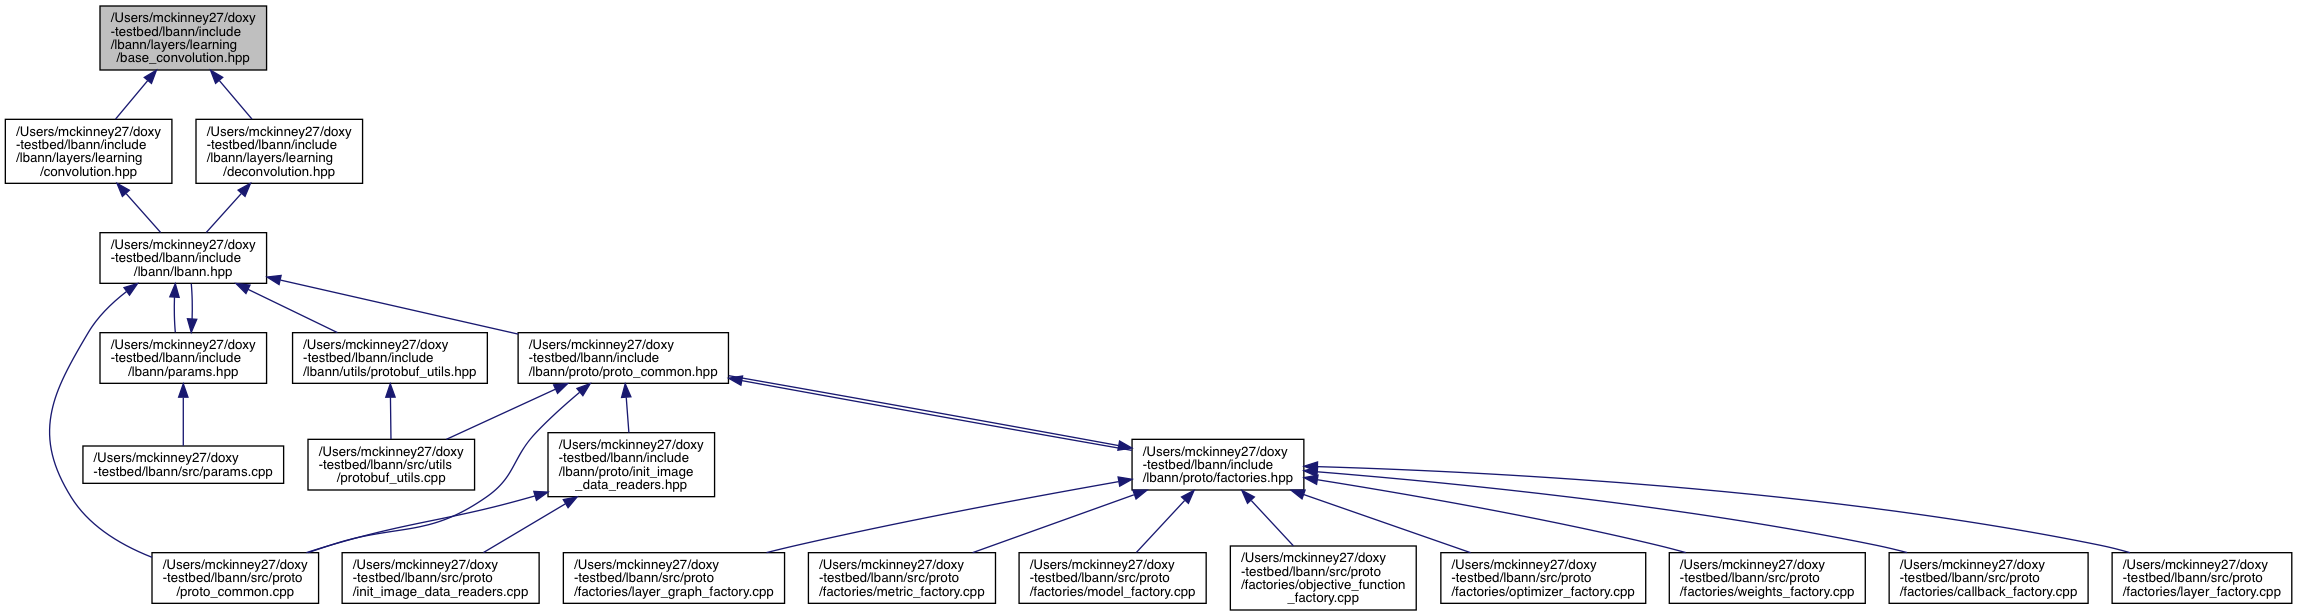 /Users/mckinney27/doxy
-testbed/lbann/include
/lbann/layers/learning
/base_convolution.hpp
/Users/mckinney27/doxy
-testbed/lbann/include
/lbann/layers/learning
/convolution.hpp
/Users/mckinney27/doxy
-testbed/lbann/include
/lbann/layers/learning
/deconvolution.hpp
/Users/mckinney27/doxy
-testbed/lbann/include
/lbann/lbann.hpp
/Users/mckinney27/doxy
-testbed/lbann/include
/lbann/params.hpp
/Users/mckinney27/doxy
-testbed/lbann/include
/lbann/utils/protobuf_utils.hpp
/Users/mckinney27/doxy
-testbed/lbann/include
/lbann/proto/proto_common.hpp
/Users/mckinney27/doxy
-testbed/lbann/src/params.cpp
/Users/mckinney27/doxy
-testbed/lbann/src/utils
/protobuf_utils.cpp
/Users/mckinney27/doxy
-testbed/lbann/include
/lbann/proto/init_image
_data_readers.hpp
/Users/mckinney27/doxy
-testbed/lbann/include
/lbann/proto/factories.hpp
/Users/mckinney27/doxy
-testbed/lbann/src/proto
/proto_common.cpp
/Users/mckinney27/doxy
-testbed/lbann/src/proto
/init_image_data_readers.cpp
/Users/mckinney27/doxy
-testbed/lbann/src/proto
/factories/layer_graph_factory.cpp
/Users/mckinney27/doxy
-testbed/lbann/src/proto
/factories/metric_factory.cpp
/Users/mckinney27/doxy
-testbed/lbann/src/proto
/factories/model_factory.cpp
/Users/mckinney27/doxy
-testbed/lbann/src/proto
/factories/objective_function
_factory.cpp
/Users/mckinney27/doxy
-testbed/lbann/src/proto
/factories/optimizer_factory.cpp
/Users/mckinney27/doxy
-testbed/lbann/src/proto
/factories/weights_factory.cpp
/Users/mckinney27/doxy
-testbed/lbann/src/proto
/factories/callback_factory.cpp
/Users/mckinney27/doxy
-testbed/lbann/src/proto
/factories/layer_factory.cpp